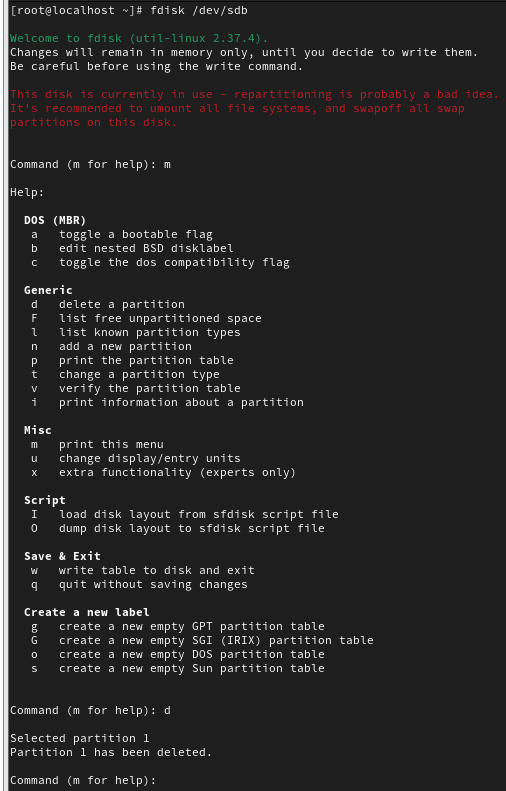 [root@localhost ~]# fdisk /dev/sdb
Welcome to fdisk (util-linux 2.37.4).
Changes will remain in memory only, until you decide to write them.
Be careful before using the write command.
This disk is currently in use - repartitioning is probably a bad idea.
It's recommended to umount all file systems, and swapoff all swap
partitions on this disk.
Command (m for help): m
Help:
DOS (MBR)
a   toggle a bootable flag
b   edit nested BSD disklabel
c   toggle the dos compatibility flag
Generic
d   delete a partition
F   list free unpartitioned space
l   list known partition types
n   add a new partition
p   print the partition table
t   change a partition type
v   verify the partition table
i   print information about a partition
Misc
m   print this menu
u   change display/entry units
x   extra functionality (experts only)
Script
I   load disk layout from sfdisk script file
O   dump disk layout to sfdisk script file
Save & Exit
w   write table to disk and exit
q   quit without saving changes
Create a new label
g   create a new empty GPT partition table
G   create a new empty SGI (IRIX) partition table
o   create a new empty DOS partition table
s   create a new empty Sun partition table
Command (m for help): d
Selected partition 1
Partition 1 has been deleted.
Command (m for help):